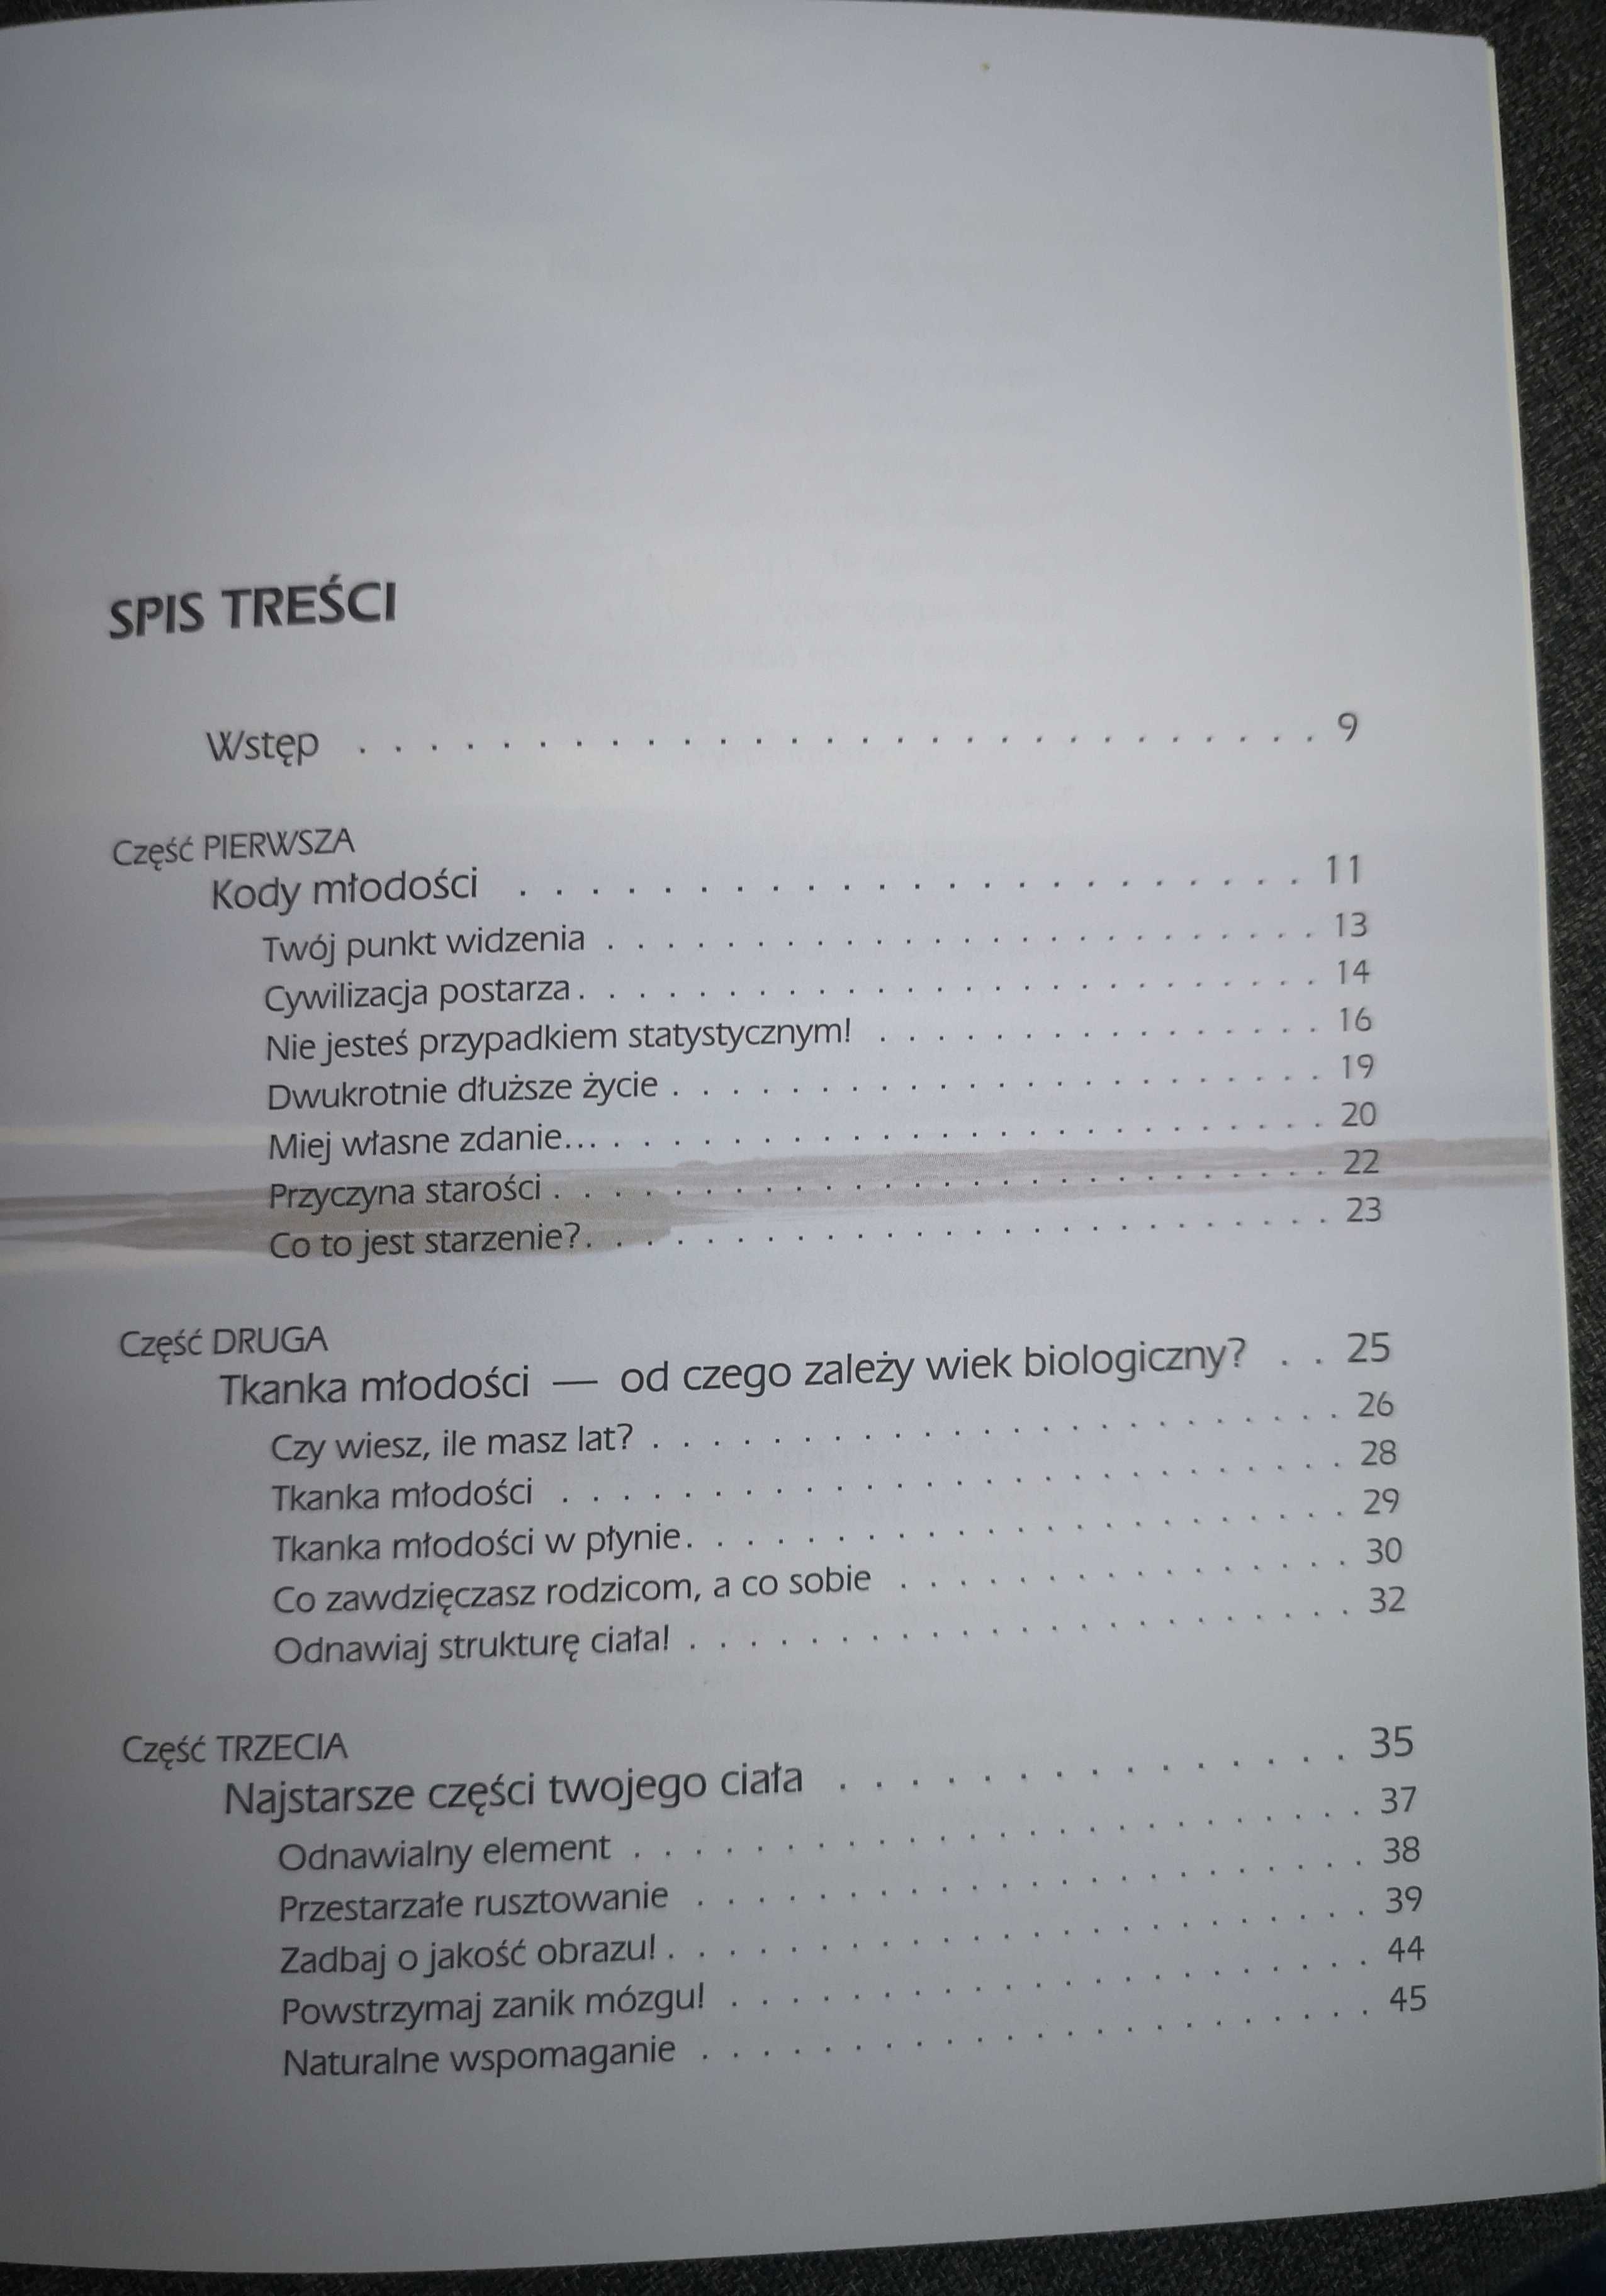 SPIS TREŚCI
Wstęp . . . . . . . . . . . . . . . . . . . . . . . . . . . 9
Część PIERWSZA
Kody młodości . . . . . . . . . . . . . . . . . . . . . . 11
Twój punkt widzenia . . . . . . . . . . . . . . . . . . . . . . . . 13
Cywilizacja postarza . . . . . . . . . . . . . . . . . . . . . . . . . 14
Nie jesteś przypadkiem statystycznym! . . . . . . . . . . . . . . . 16
Dwukrotnie dłuższe życie . . . . . . . . . . . . . . . . . . . . . . 19
Miej własne zdanie... . . . . . . . . . . . . . . . . . . . . . . . . 20
Przyczyna starości . . . . . . . . . . . . . . . . . . . . . . . . . . 22
Co to jest starzenie? . . . . . . . . . . . . . . . . . . . . . . . . . 23
Część DRUGA
Tkanka młodości — od czego zależy wiek biologiczny? . . 25
Czy wiesz, ile masz lat? . . . . . . . . . . . . . . . . . . . . . . . 26
Tkanka młodości . . . . . . . . . . . . . . . . . . . . . . . . . . 28
Tkanka młodości w płynie . . . . . . . . . . . . . . . . . . . . . . 29
Co zawdzięczasz rodzicom, a co sobie . . . . . . . . . . . . . . . 30
Odnawiaj strukturę ciała! . . . . . . . . . . . . . . . . . . . . . . 32
Część TRZECIA
Najstarsze części twojego ciała . . . . . . . . . . . . . . . 35
Odnawialny element . . . . . . . . . . . . . . . . . . . . . . . . 37
Przestarzałe rusztowanie . . . . . . . . . . . . . . . . . . . . . . 38
Zadbaj o jakość obrazu! . . . . . . . . . . . . . . . . . . . . . . . 39
Powstrzymaj zanik mózgu! . . . . . . . . . . . . . . . . . . . . . 44
Naturalne wspomaganie . . . . . . . . . . . . . . . . . . . . . . 45